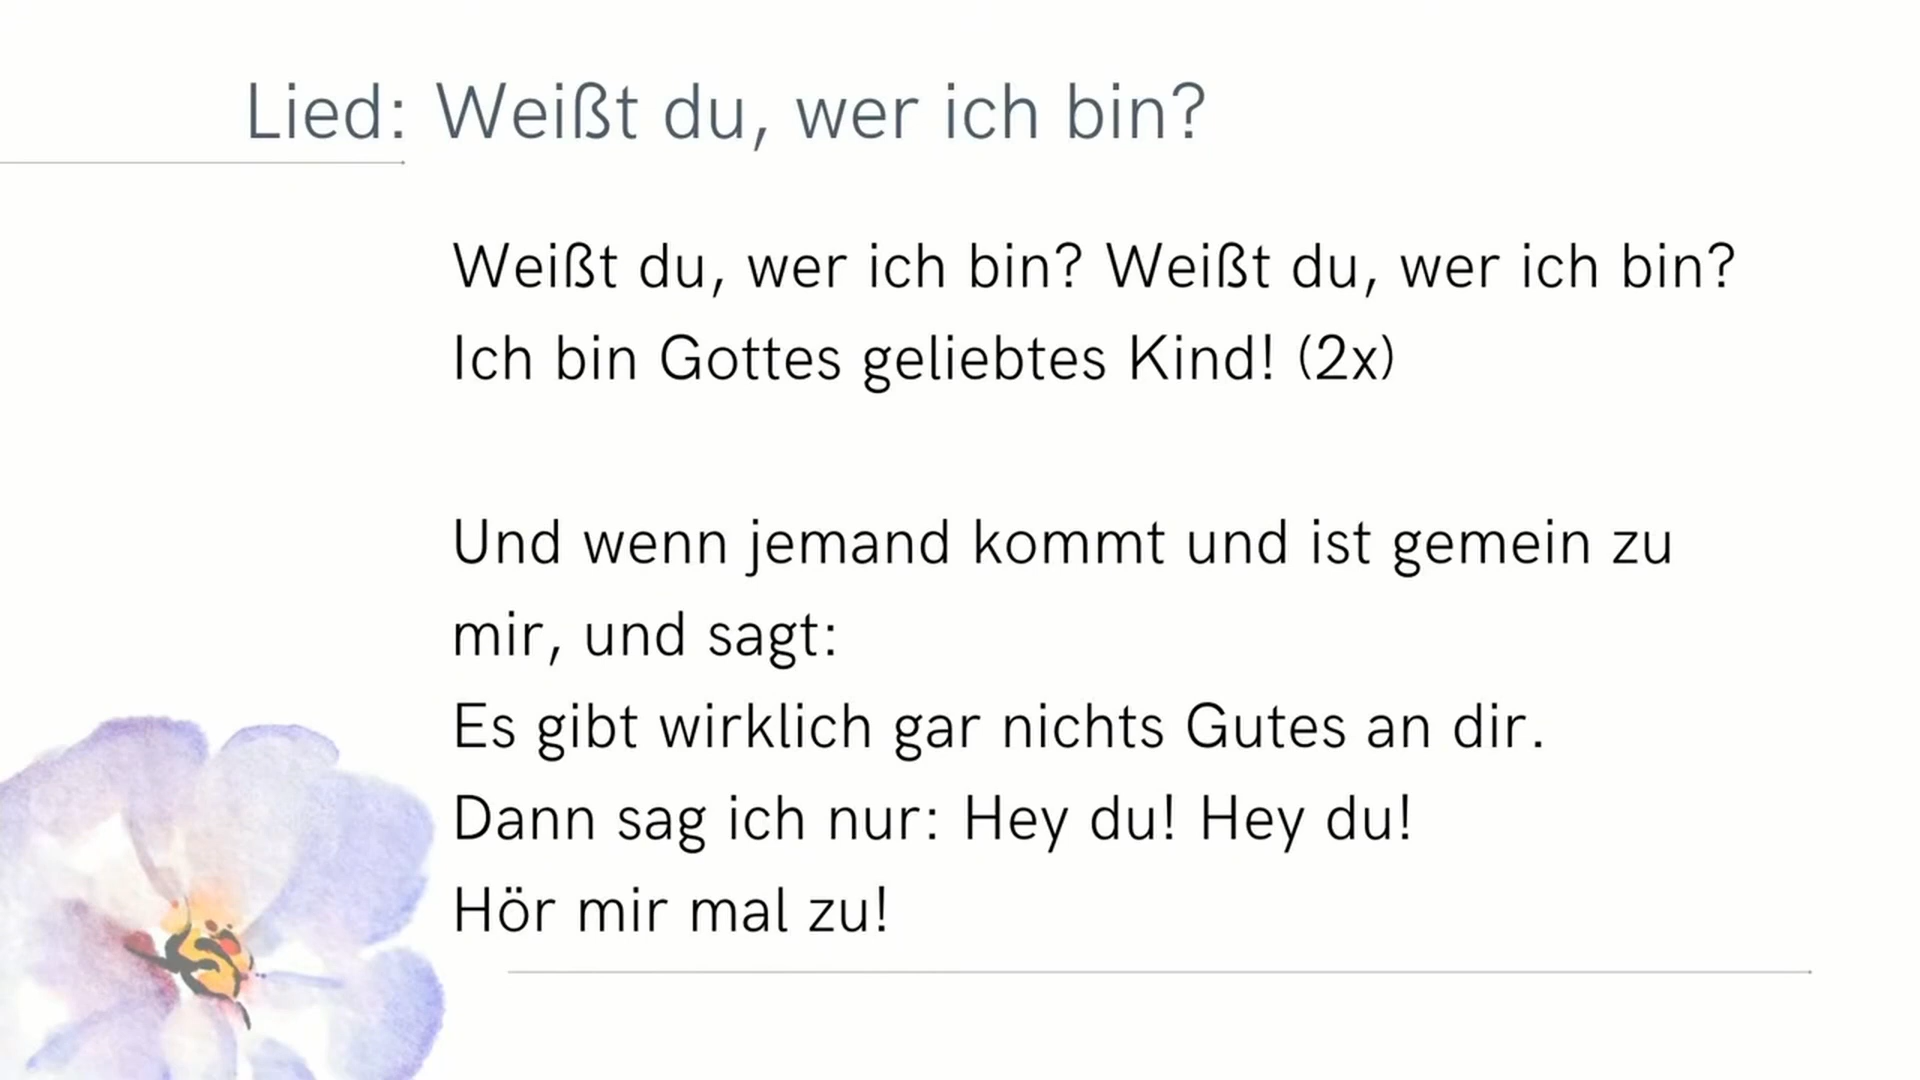 Lied: Weißt du, wer ich bin?
Weißt du, wer ich bin? Weißt du, wer ich bin?
Ich bin Gottes geliebtes Kind! (2x)
Und wenn jemand kommt und ist gemein zu
mir, und sagt:
Es gibt wirklich gar nichts Gutes an dir.
Dann sag ich nur: Hey du! Hey du!
Hör mir mal zu!